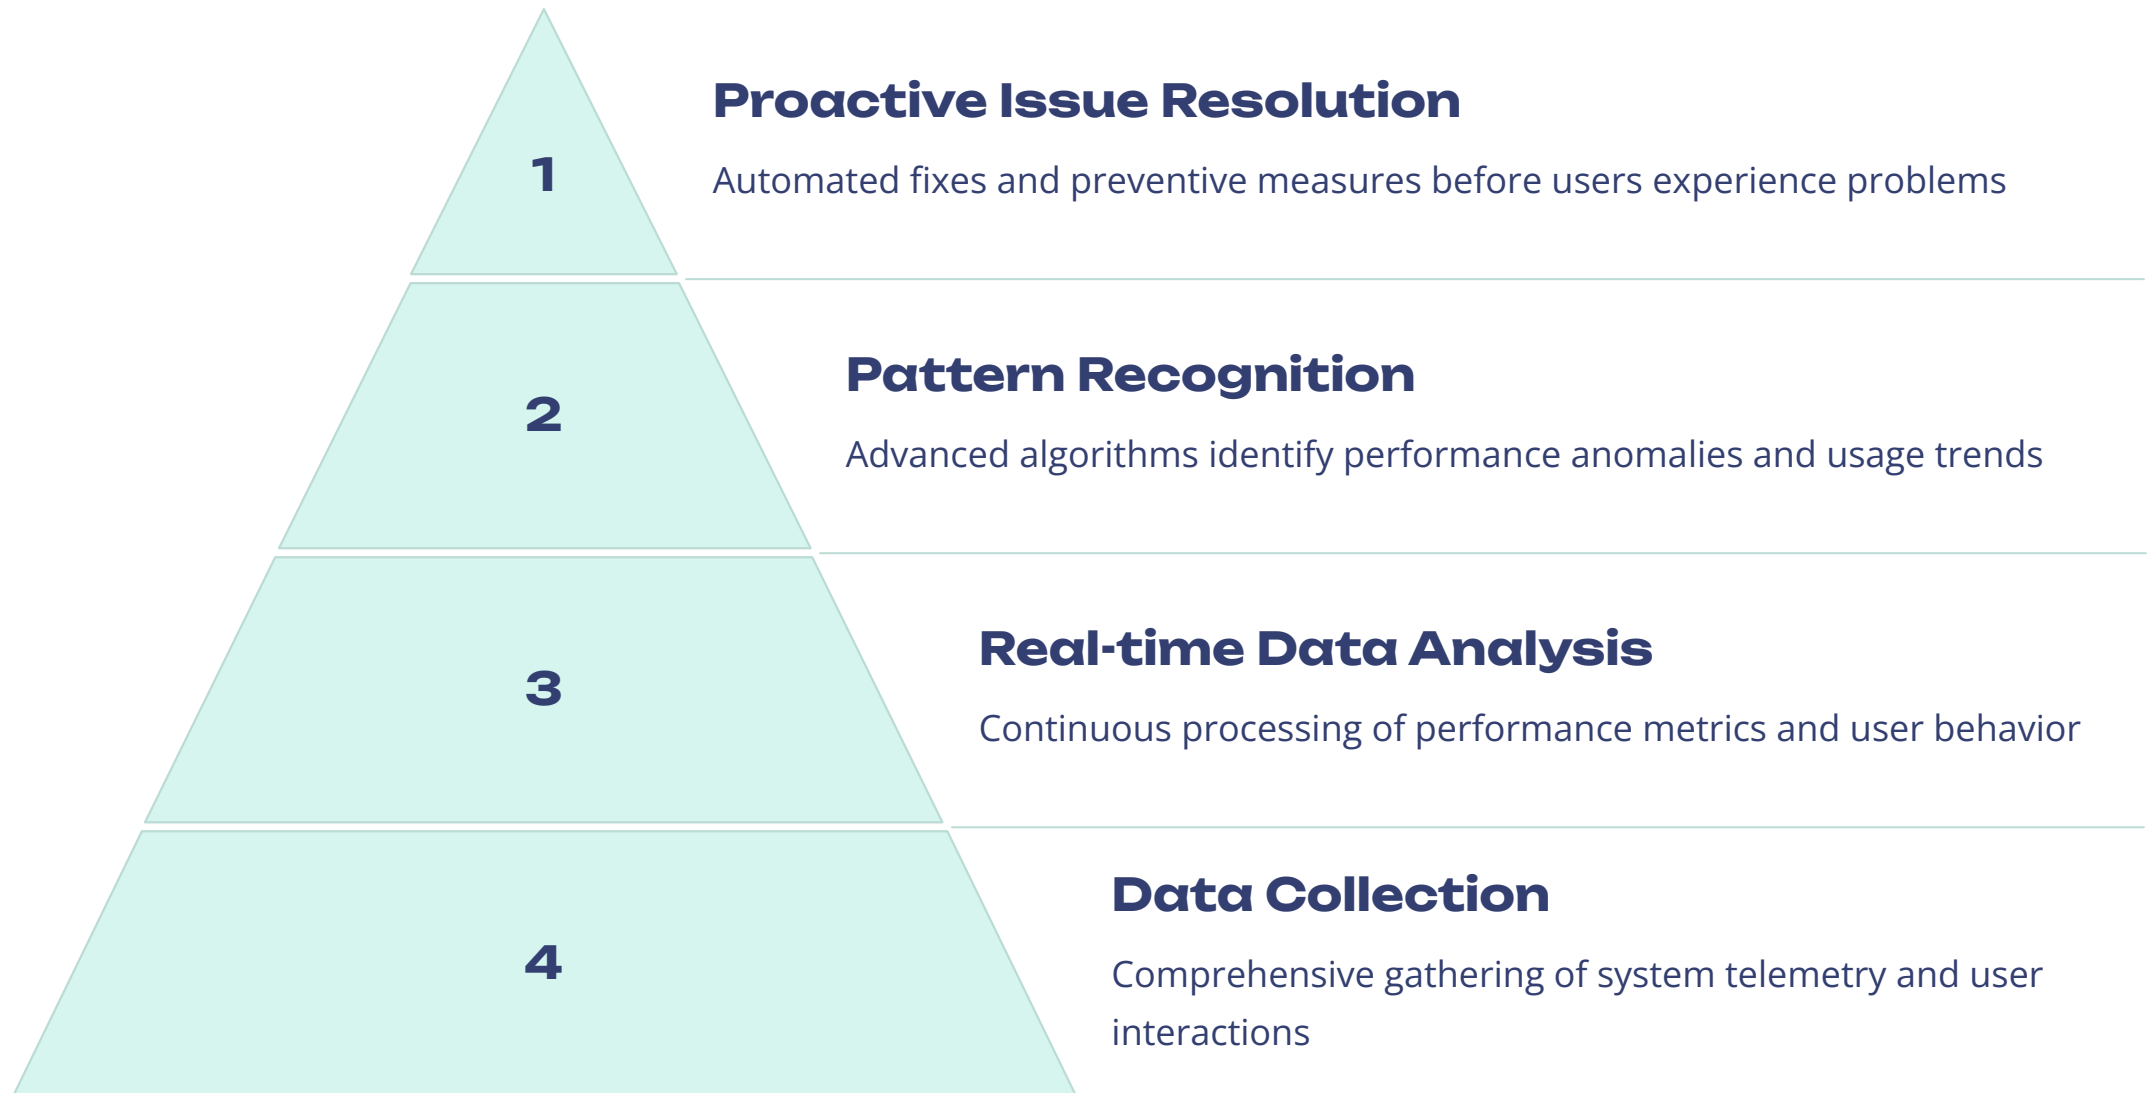 1
Proactive Issue Resolution
Automated fixes and preventive measures before users experience problems
2
Pattern Recognition
Advanced algorithms identify performance anomalies and usage trends
3
Real-time Data Analysis
Continuous processing of performance metrics and user behavior
4
Data Collection
Comprehensive gathering of system telemetry and user
interactions